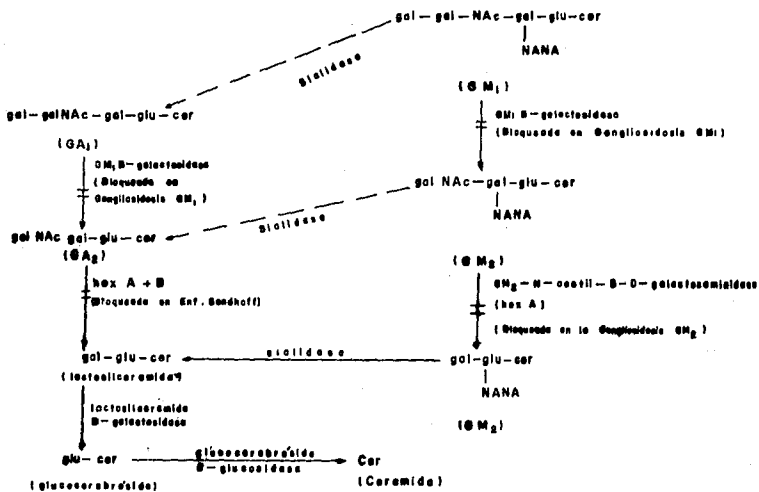 gal-gal NAc-gal-glu-cer
NANA
Sialidasa
(GM₁)
gal-galNAc-gal-glu-cer
GM₁ B-galactosidasa
(Bloqueada en Gangliosidosis GM₁)
(GA₁)
GM₁ B-galactosidasa
(Bloqueada en
Gangliosidosis GM₁)
gal NAc-gal-glu-cer
NANA
Sialidasa
gal NAc gal-glu-cer
(GA₂)
(GM₂)
hex A + B
GM₂-N-acetil-B-D-galactosaminidasa
(Bloqueada en Enf. Sandhoff)
(hex A)
(Bloqueada en la Gangliosidosis GM₂)
sialidasa
gal-glu-cer
gal-glu-cer
(lactosilceramida)
NANA
lactosilceramida
B-galactosidasa
(GM₂)
glucocerebrósido
glu-cer
B-glucosidasa
Cer
(glucocerebrósido)
(Ceramida)